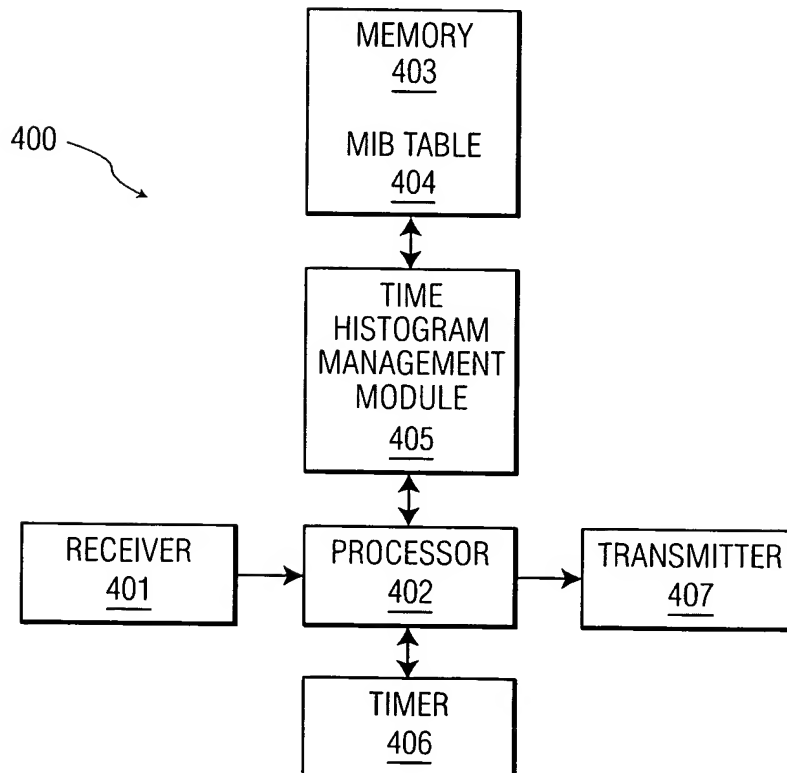 MEMORY
403
MIB TABLE
404
400
TIME
HISTOGRAM
MANAGEMENT
MODULE
405
RECEIVER
401
PROCESSOR
402
TRANSMITTER
407
TIMER
406